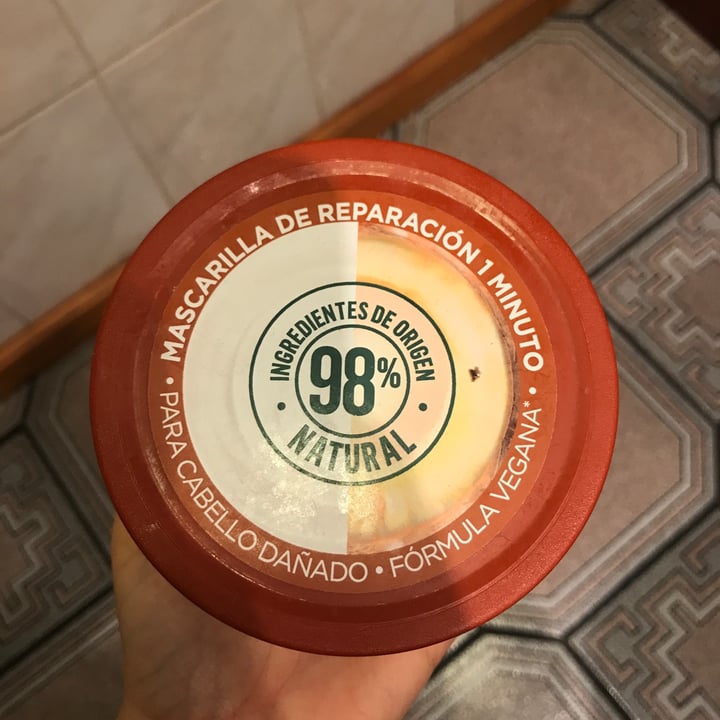 MASCARILLA DE REPARACIÓN 1 MINUTO
• PARA CABELLO DAÑADO • FÓRMULA VEGANA* •
INGREDIENTES DE ORIGEN
98%
• NATURAL •